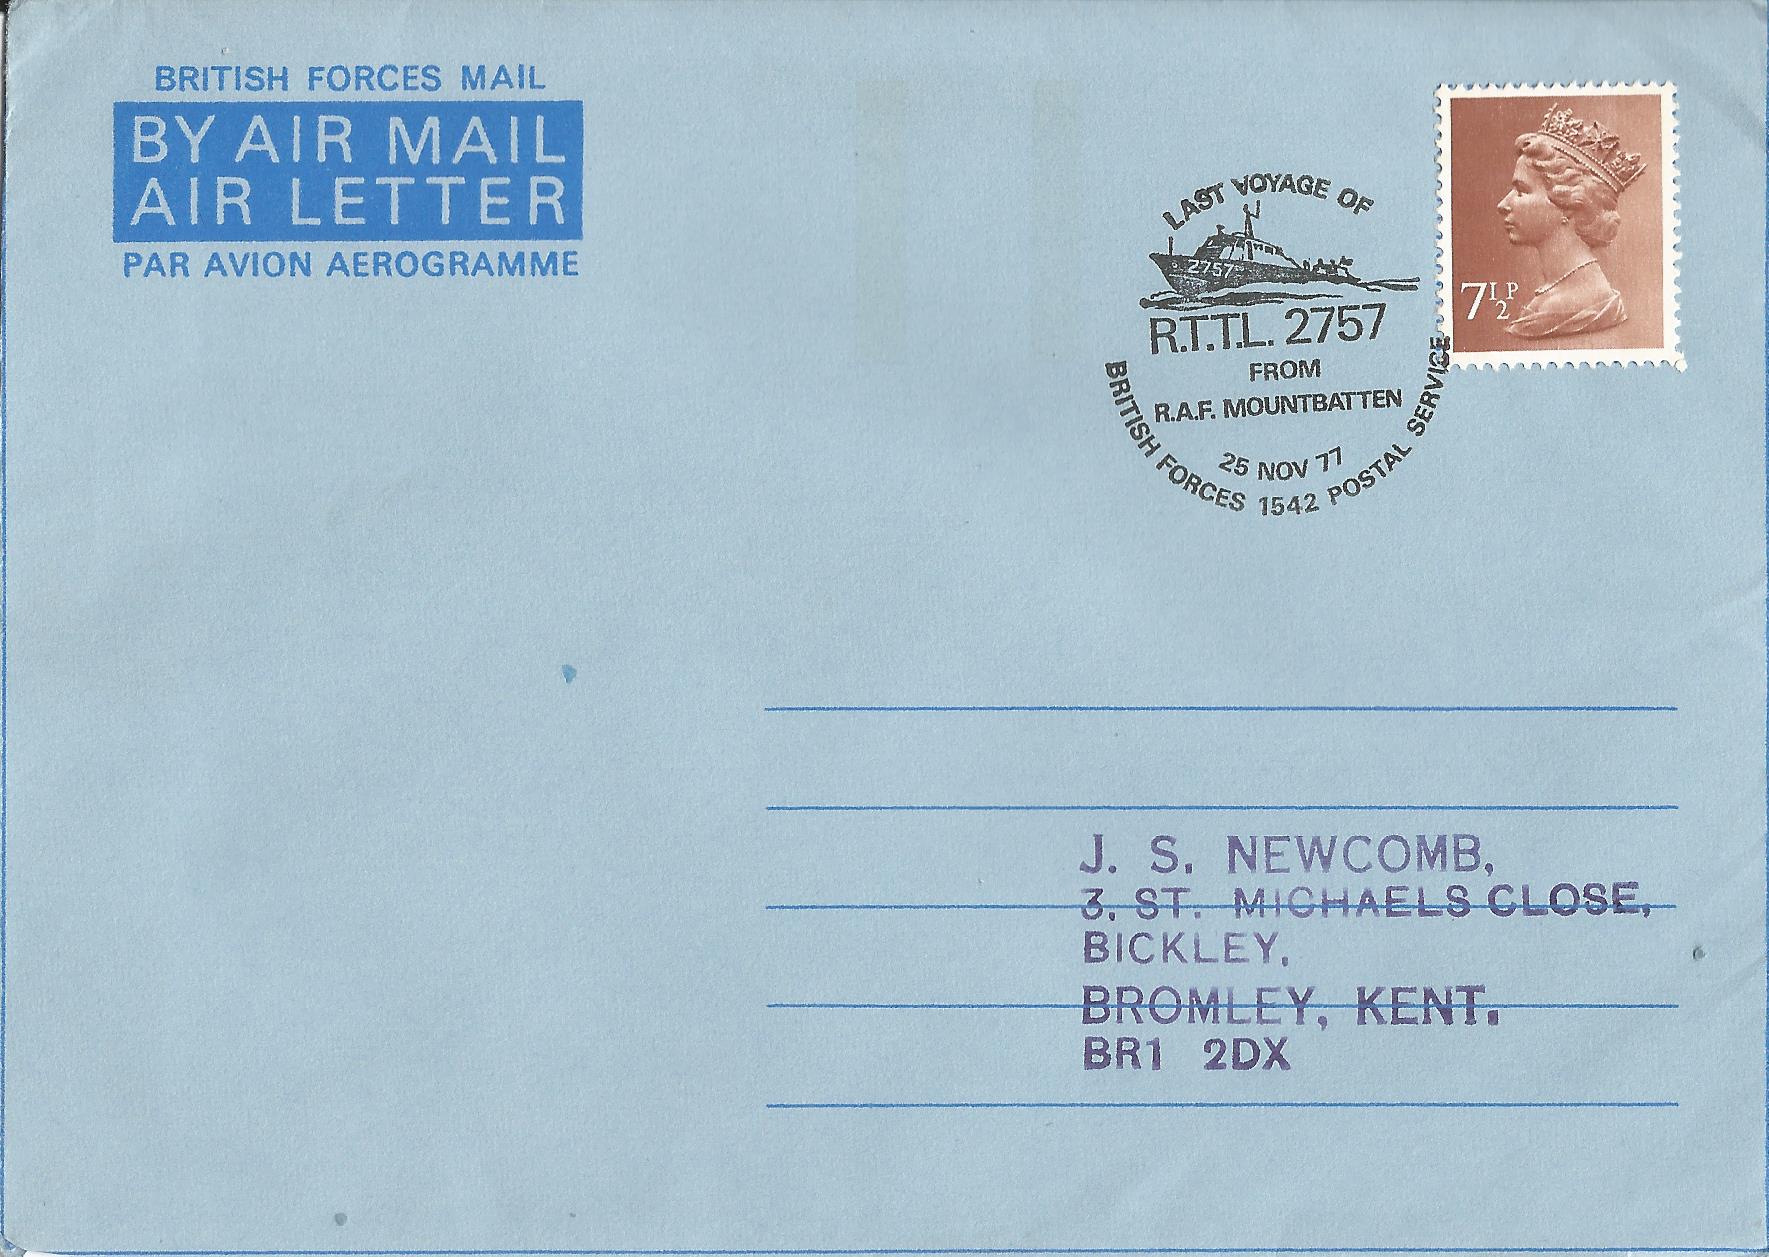 BRITISH FORCES MAIL
BY AIR MAIL
AIR LETTER
PAR AVION AEROGRAMME
LAST VOYAGE OF
2757
R.T.T.L. 2757
FROM
R.A.F. MOUNTBATTEN
25 NOV 77
BRITISH FORCES 1542 POSTAL SERVICE
7½P
J. S. NEWCOMB,
3, ST. MICHAELS CLOSE,
BICKLEY,
BROMLEY, KENT.
BR1 2DX